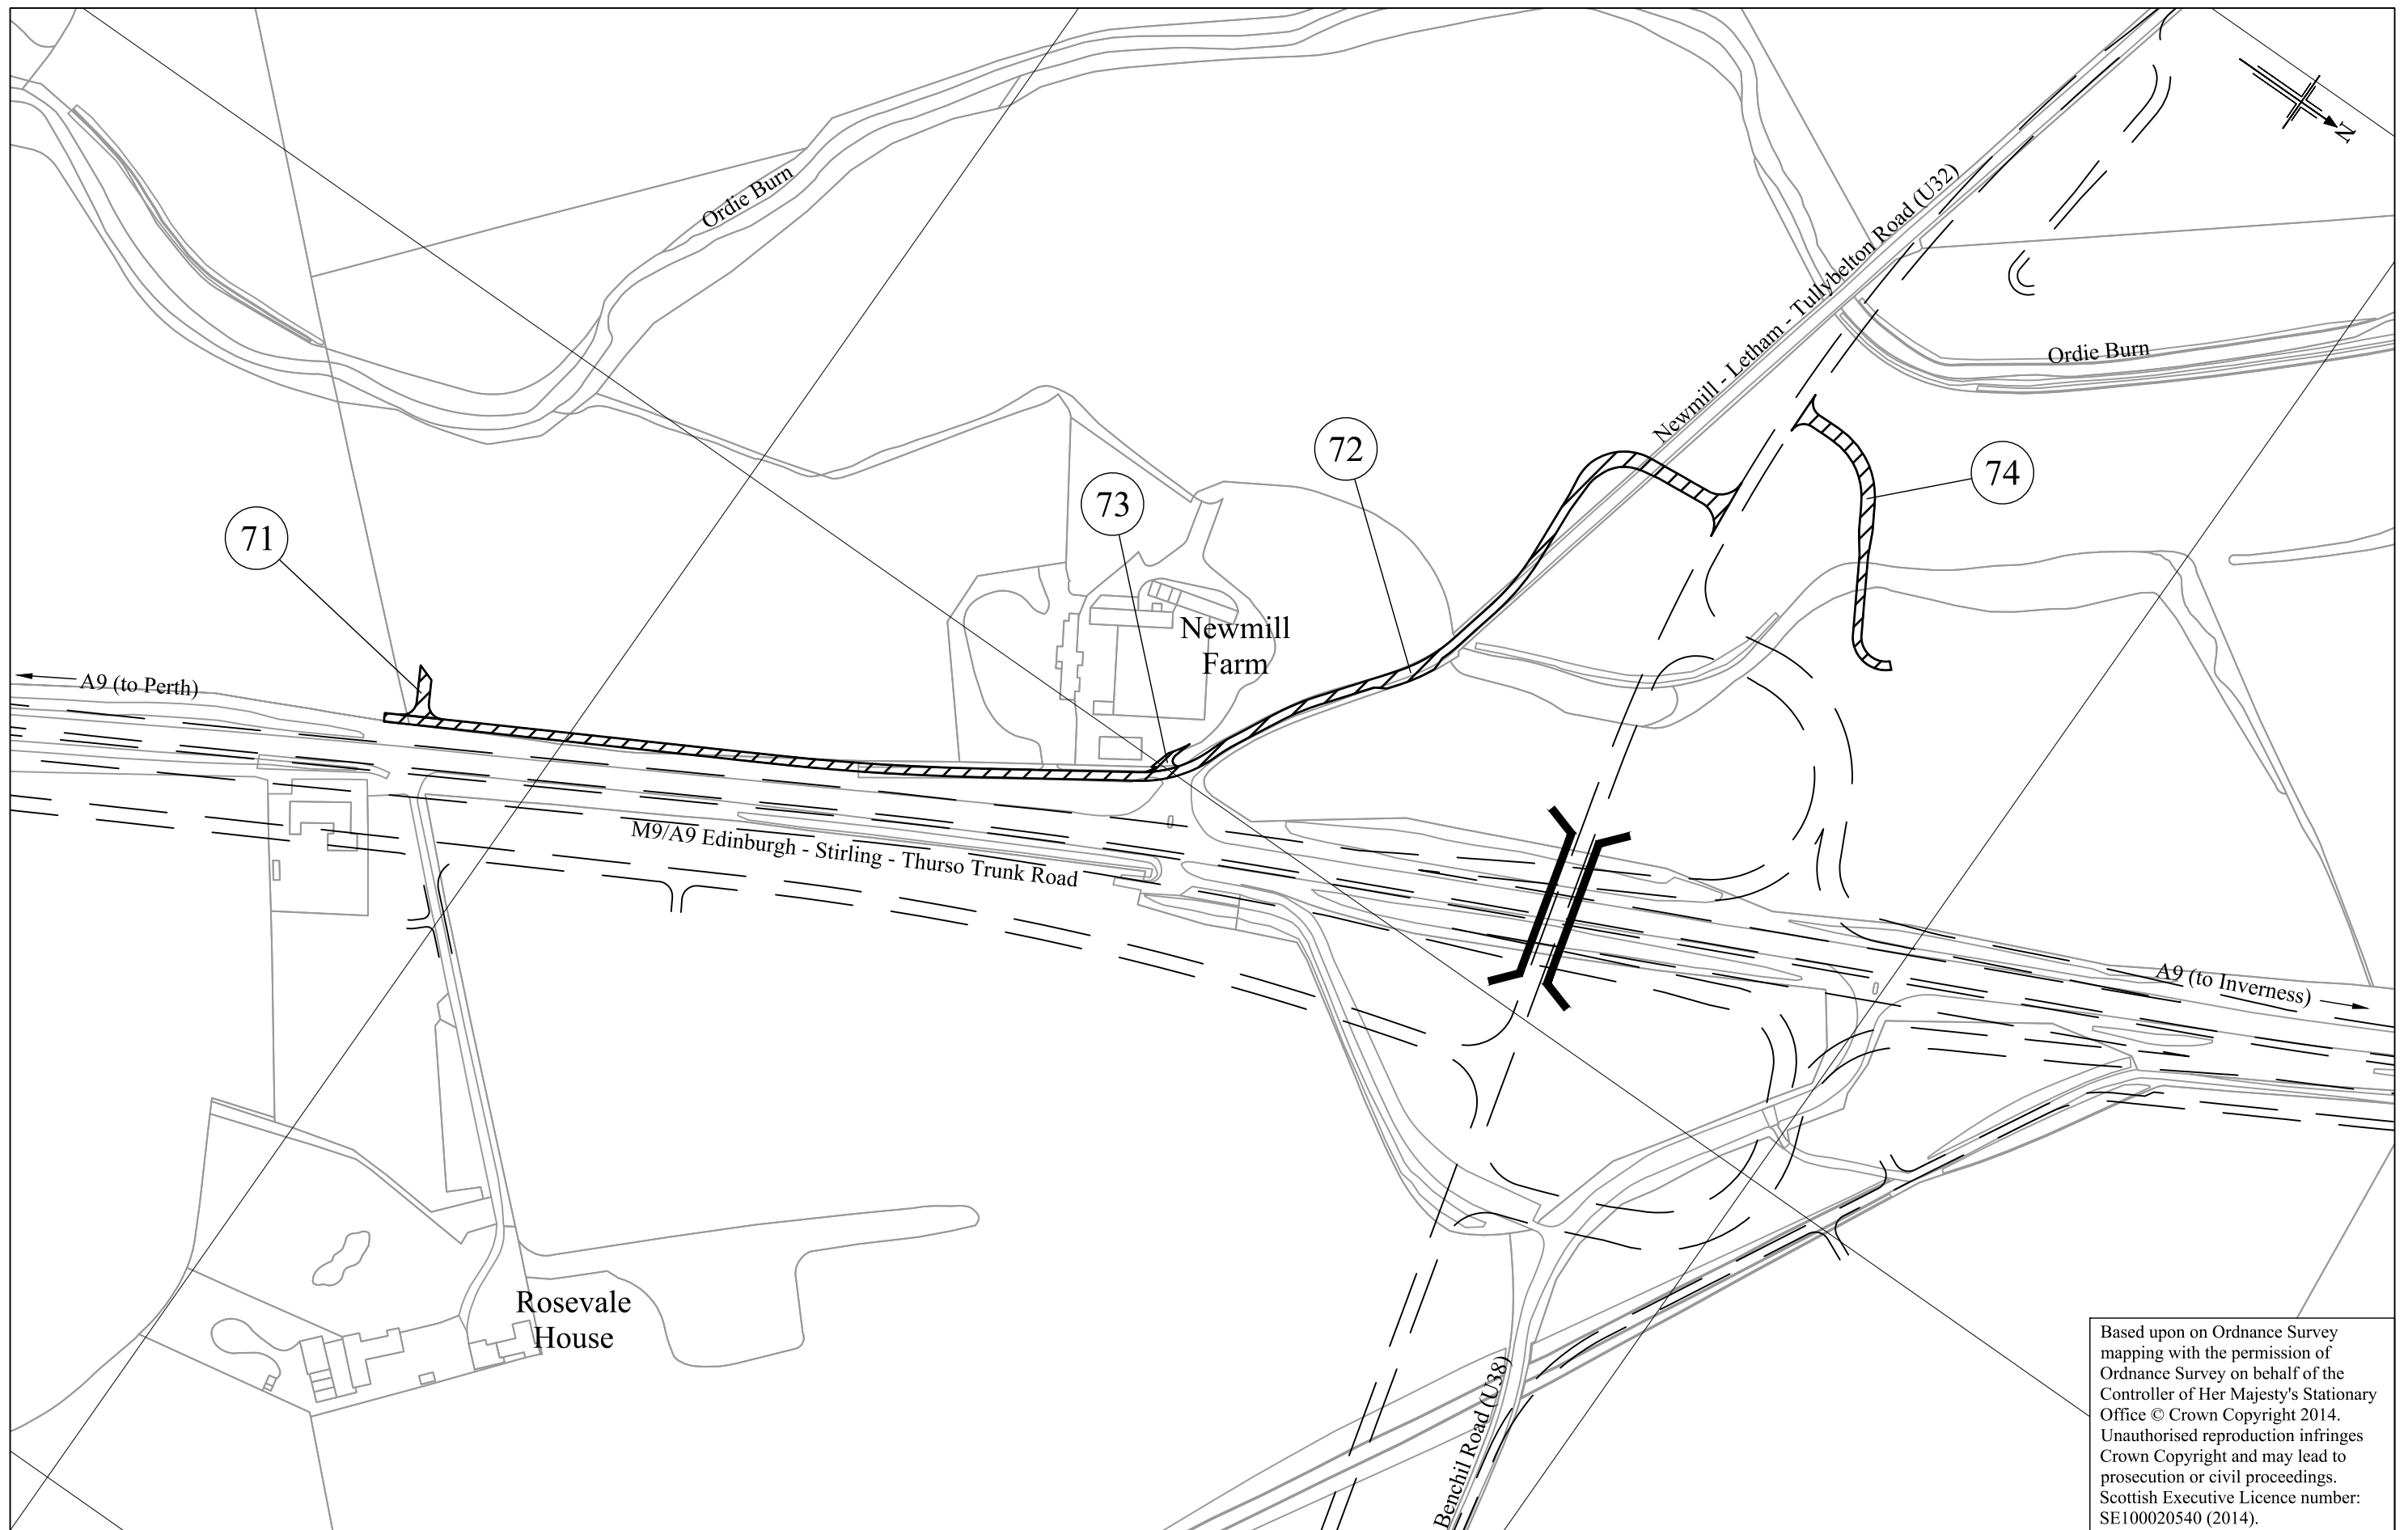 N
Ordie Burn
Newmill - Letham - Tullybelton Road (U32)
Ordie Burn
72
74
73
71
Newmill
Farm
A9 (to Perth)
M9/A9 Edinburgh - Stirling - Thurso Trunk Road
A9 (to Inverness)
Rosevale
House
Benchil Road (U38)
Based upon on Ordnance Survey
mapping with the permission of
Ordnance Survey on behalf of the
Controller of Her Majesty's Stationary
Office © Crown Copyright 2014.
Unauthorised reproduction infringes
Crown Copyright and may lead to
prosecution or civil proceedings.
Scottish Executive Licence number:
SE100020540 (2014).